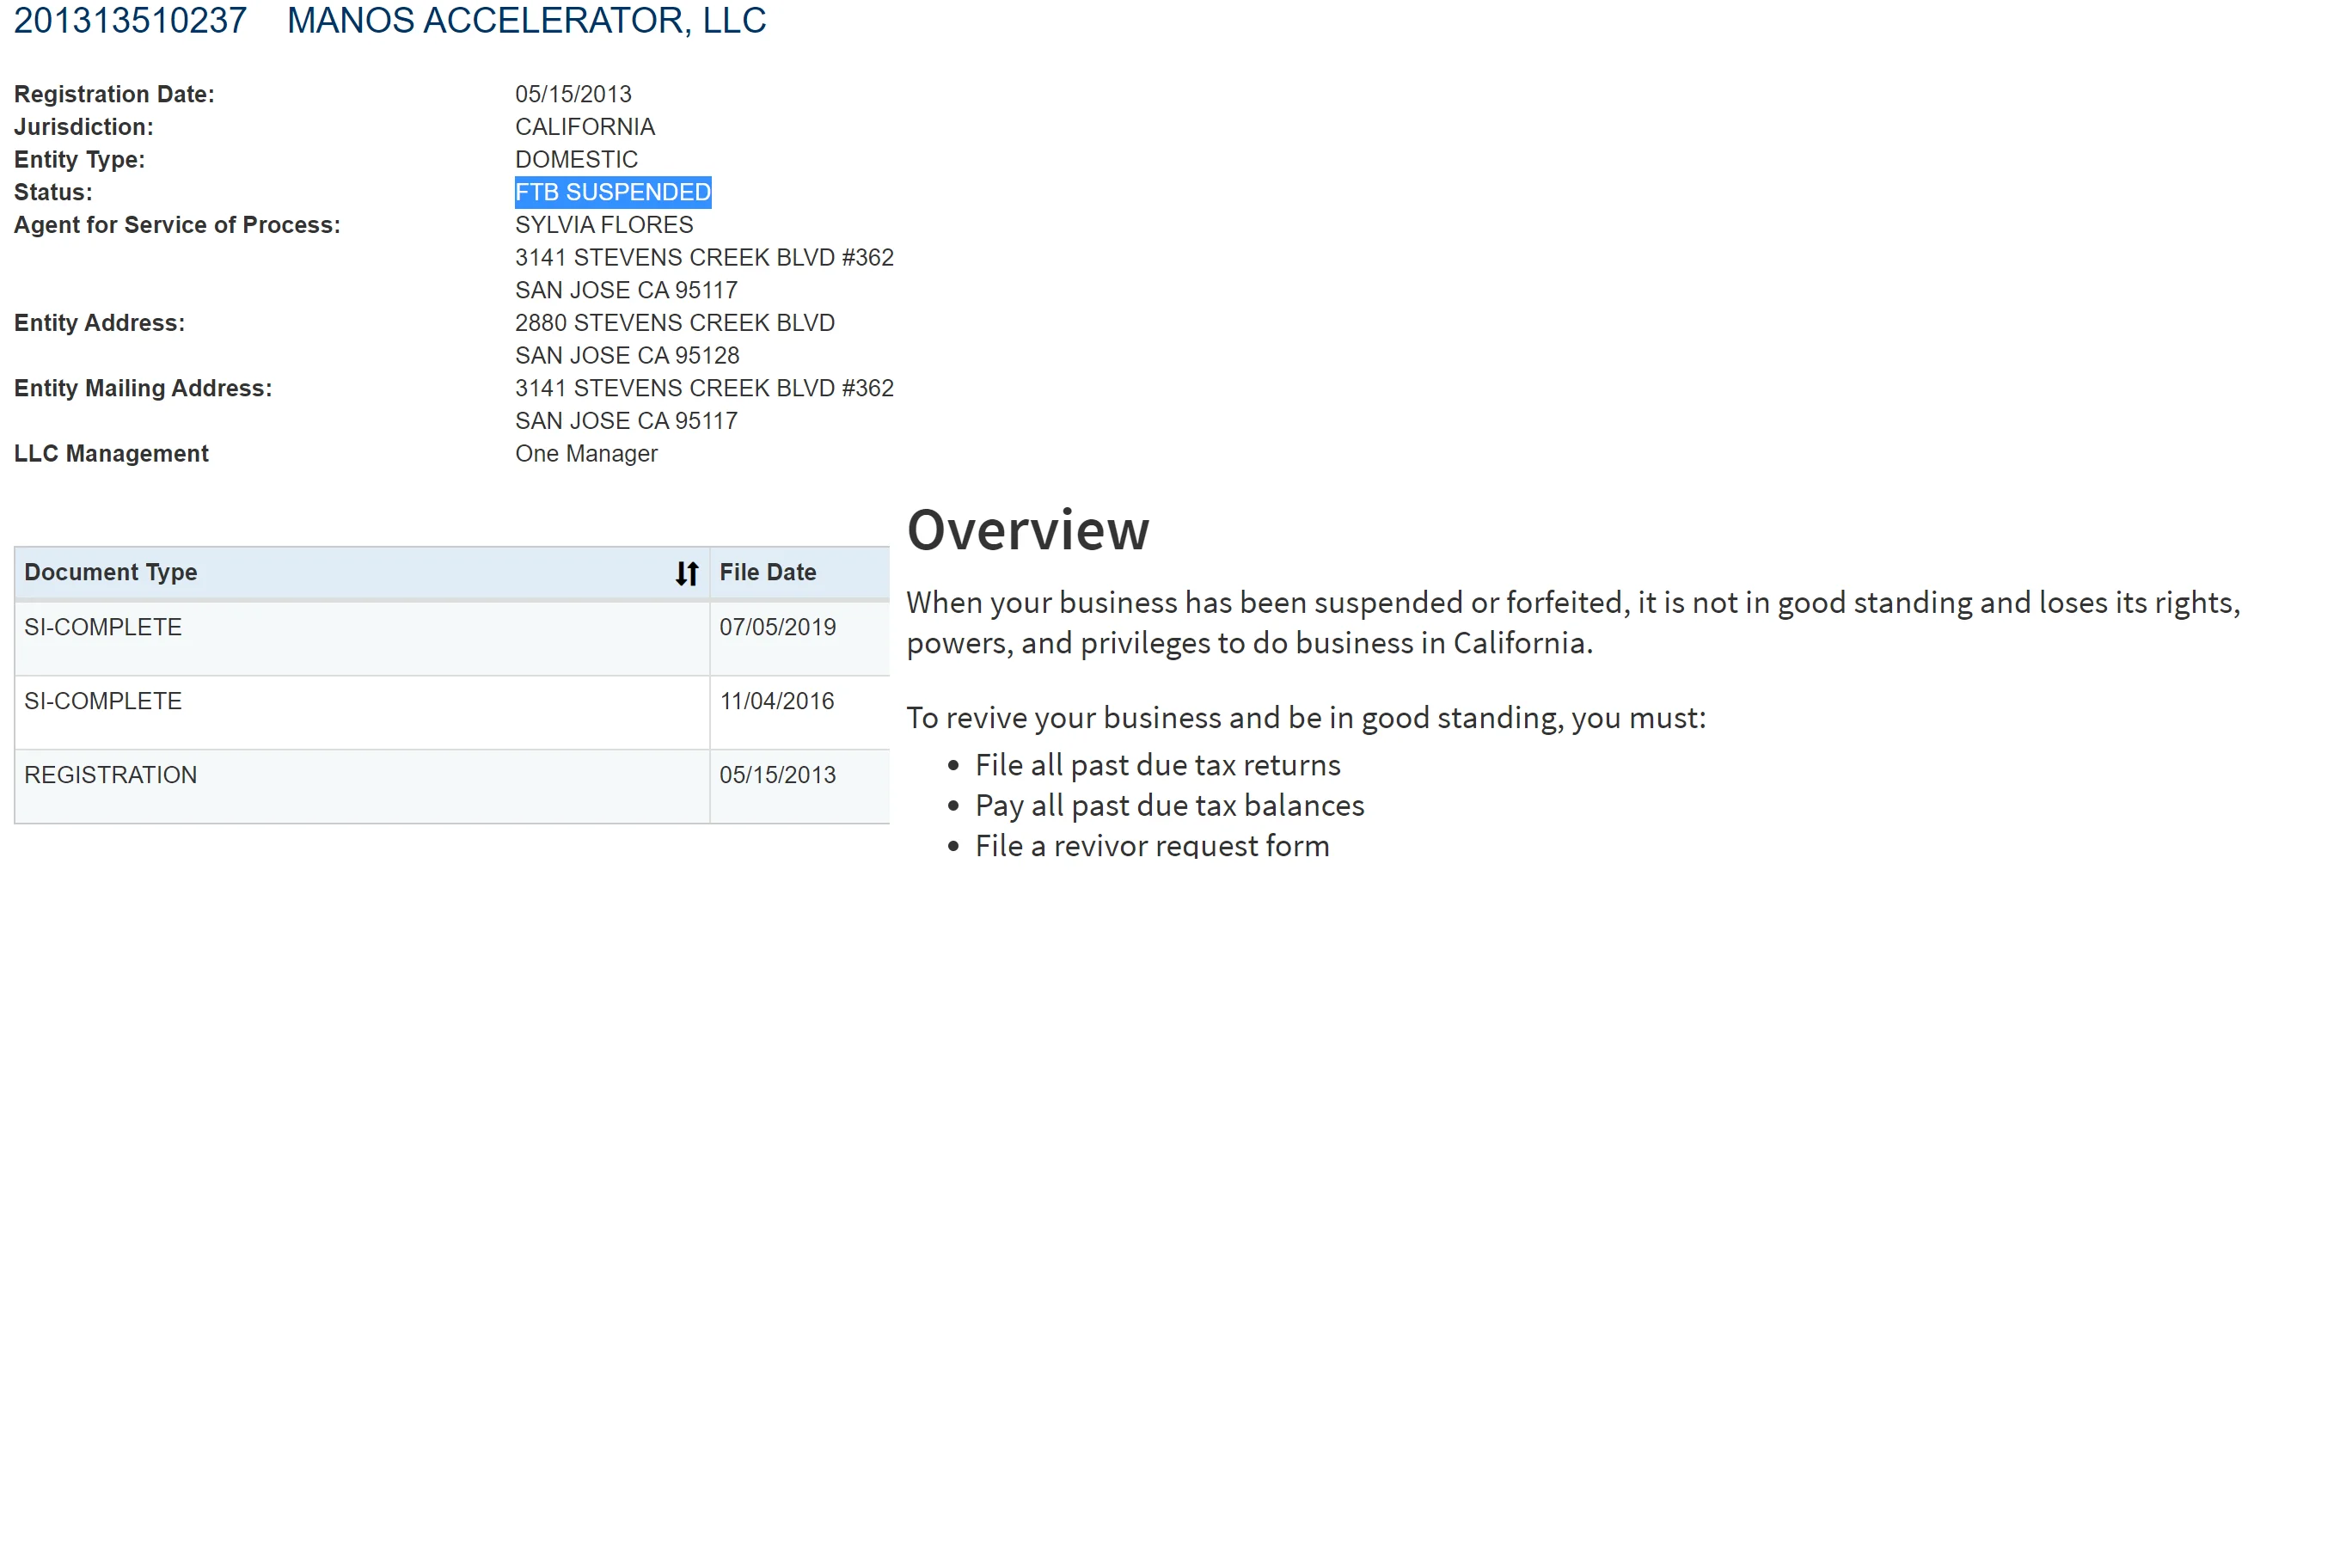 201313510237 MANOS ACCELERATOR, LLC
Registration Date: 05/15/2013
Jurisdiction: CALIFORNIA
Entity Type: DOMESTIC
Status: FTB SUSPENDED
Agent for Service of Process: SYLVIA FLORES
3141 STEVENS CREEK BLVD #362
SAN JOSE CA 95117
Entity Address: 2880 STEVENS CREEK BLVD
SAN JOSE CA 95128
Entity Mailing Address: 3141 STEVENS CREEK BLVD #362
SAN JOSE CA 95117
LLC Management One Manager
Document Type File Date
SI-COMPLETE 07/05/2019
SI-COMPLETE 11/04/2016
REGISTRATION 05/15/2013
Overview
When your business has been suspended or forfeited, it is not in good standing and loses its rights,
powers, and privileges to do business in California.
To revive your business and be in good standing, you must:
• File all past due tax returns
• Pay all past due tax balances
• File a revivor request form